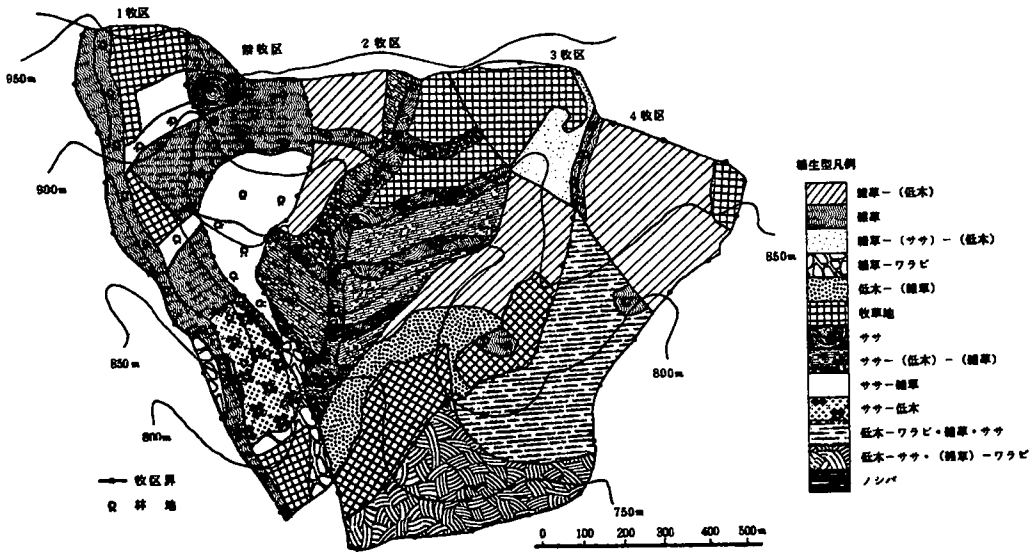 1牧区
2牧区
3牧区
4牧区
950m
900m
850m
800m
850m
800m
750m
植生型凡例
雑草-(低木)
雑草
雑草-(ササ)-(低木)
雑草-ワラビ
低木-(雑草)
牧草地
ササ
ササ-(低木)-(雑草)
ササ-雑草
ササ-低木
低木-ワラビ・雑草・ササ
低木-ササ・(雑草)-ワラビ
ノシバ
牧区界
林地
0 100 200 300 400 500m